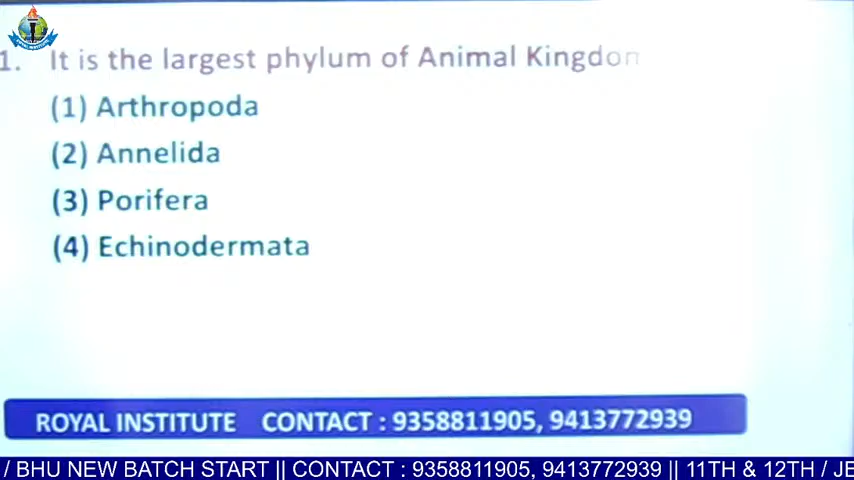 1. It is the largest phylum of Animal Kingdom
(1) Arthropoda
(2) Annelida
(3) Porifera
(4) Echinodermata
ROYAL INSTITUTE CONTACT : 9358811905, 9413772939
/ BHU NEW BATCH START || CONTACT : 9358811905, 9413772939 || 11TH & 12TH / JE